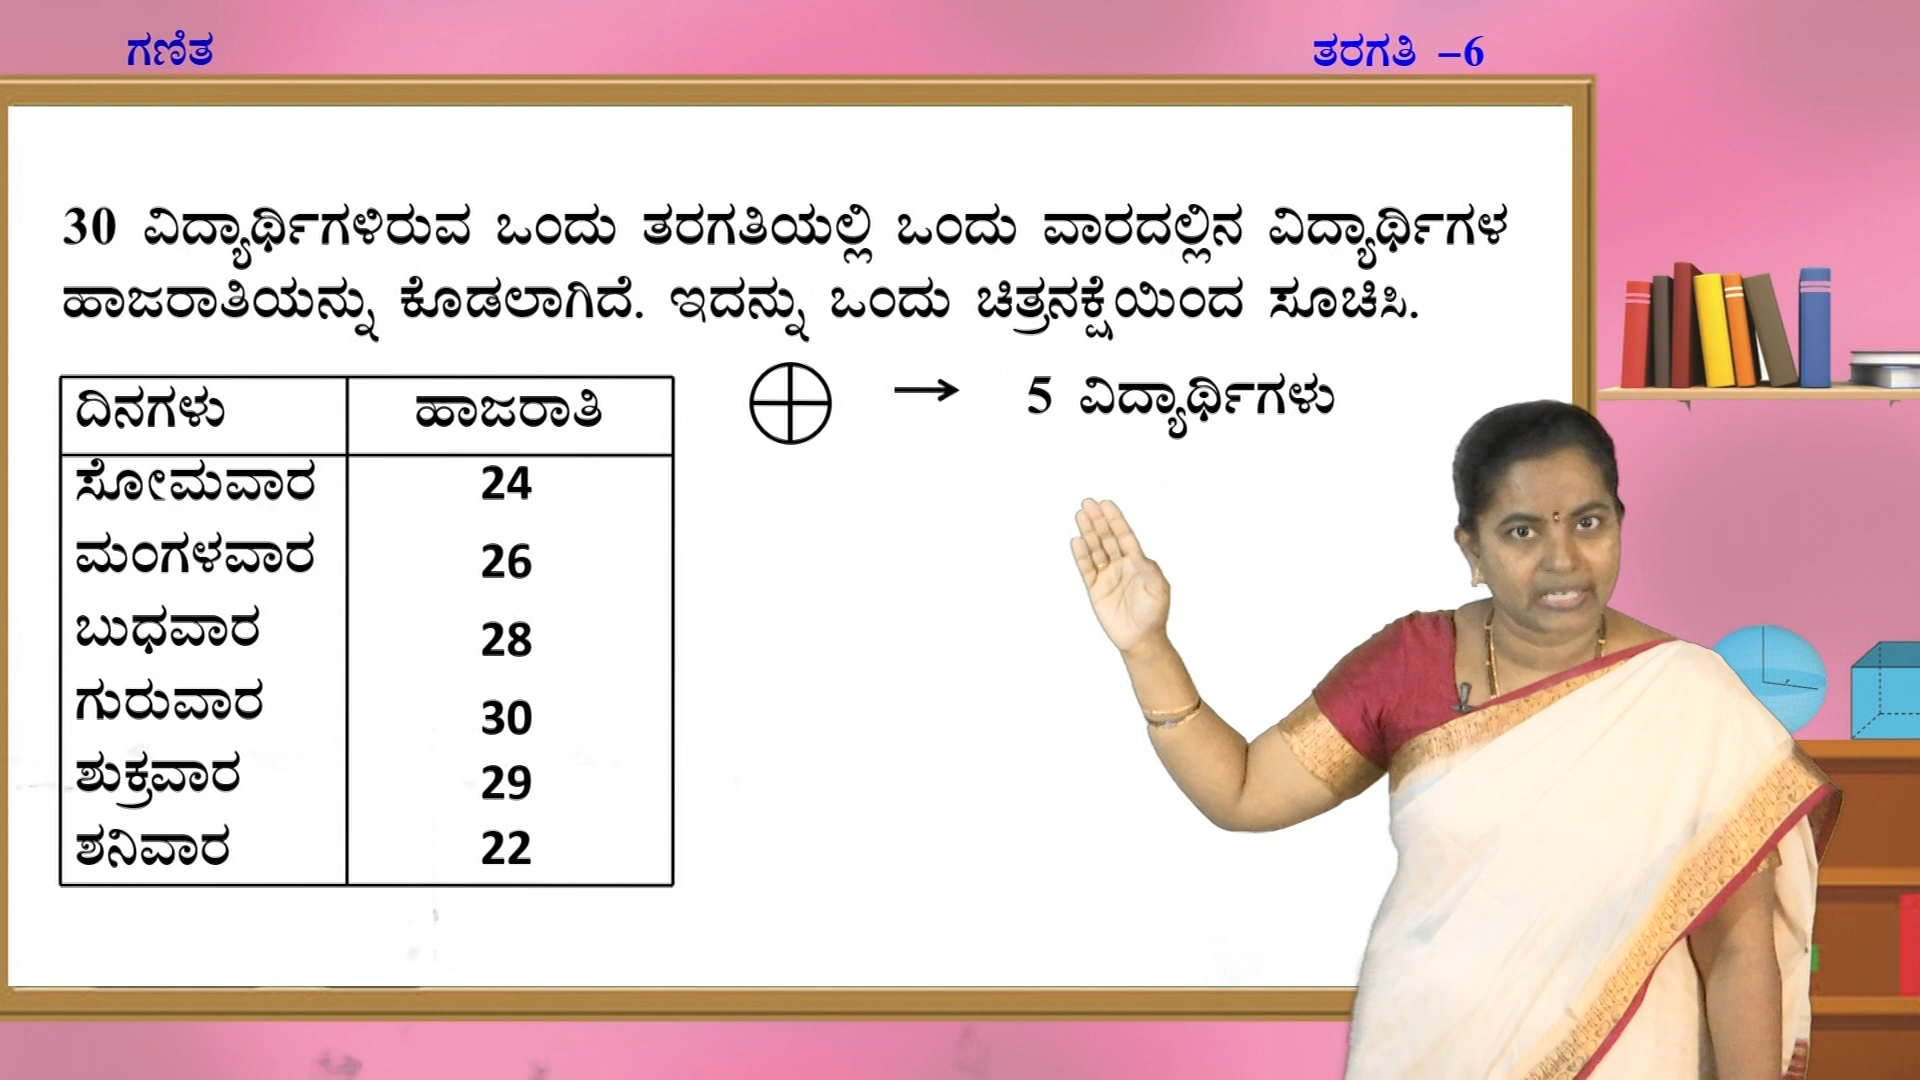 ಗಣಿತ
ತರಗತಿ –6
30 ವಿದ್ಯಾರ್ಥಿಗಳಿರುವ ಒಂದು ತರಗತಿಯಲ್ಲಿ ಒಂದು ವಾರದಲ್ಲಿನ ವಿದ್ಯಾರ್ಥಿಗಳ
ಹಾಜರಾತಿಯನ್ನು ಕೊಡಲಾಗಿದೆ. ಇದನ್ನು ಒಂದು ಚಿತ್ರನಕ್ಷೆಯಿಂದ ಸೂಚಿಸಿ.
→ 5 ವಿದ್ಯಾರ್ಥಿಗಳು
ದಿನಗಳು ಹಾಜರಾತಿ
ಸೋಮವಾರ 24
ಮಂಗಳವಾರ 26
ಬುಧವಾರ 28
ಗುರುವಾರ 30
ಶುಕ್ರವಾರ 29
ಶನಿವಾರ 22